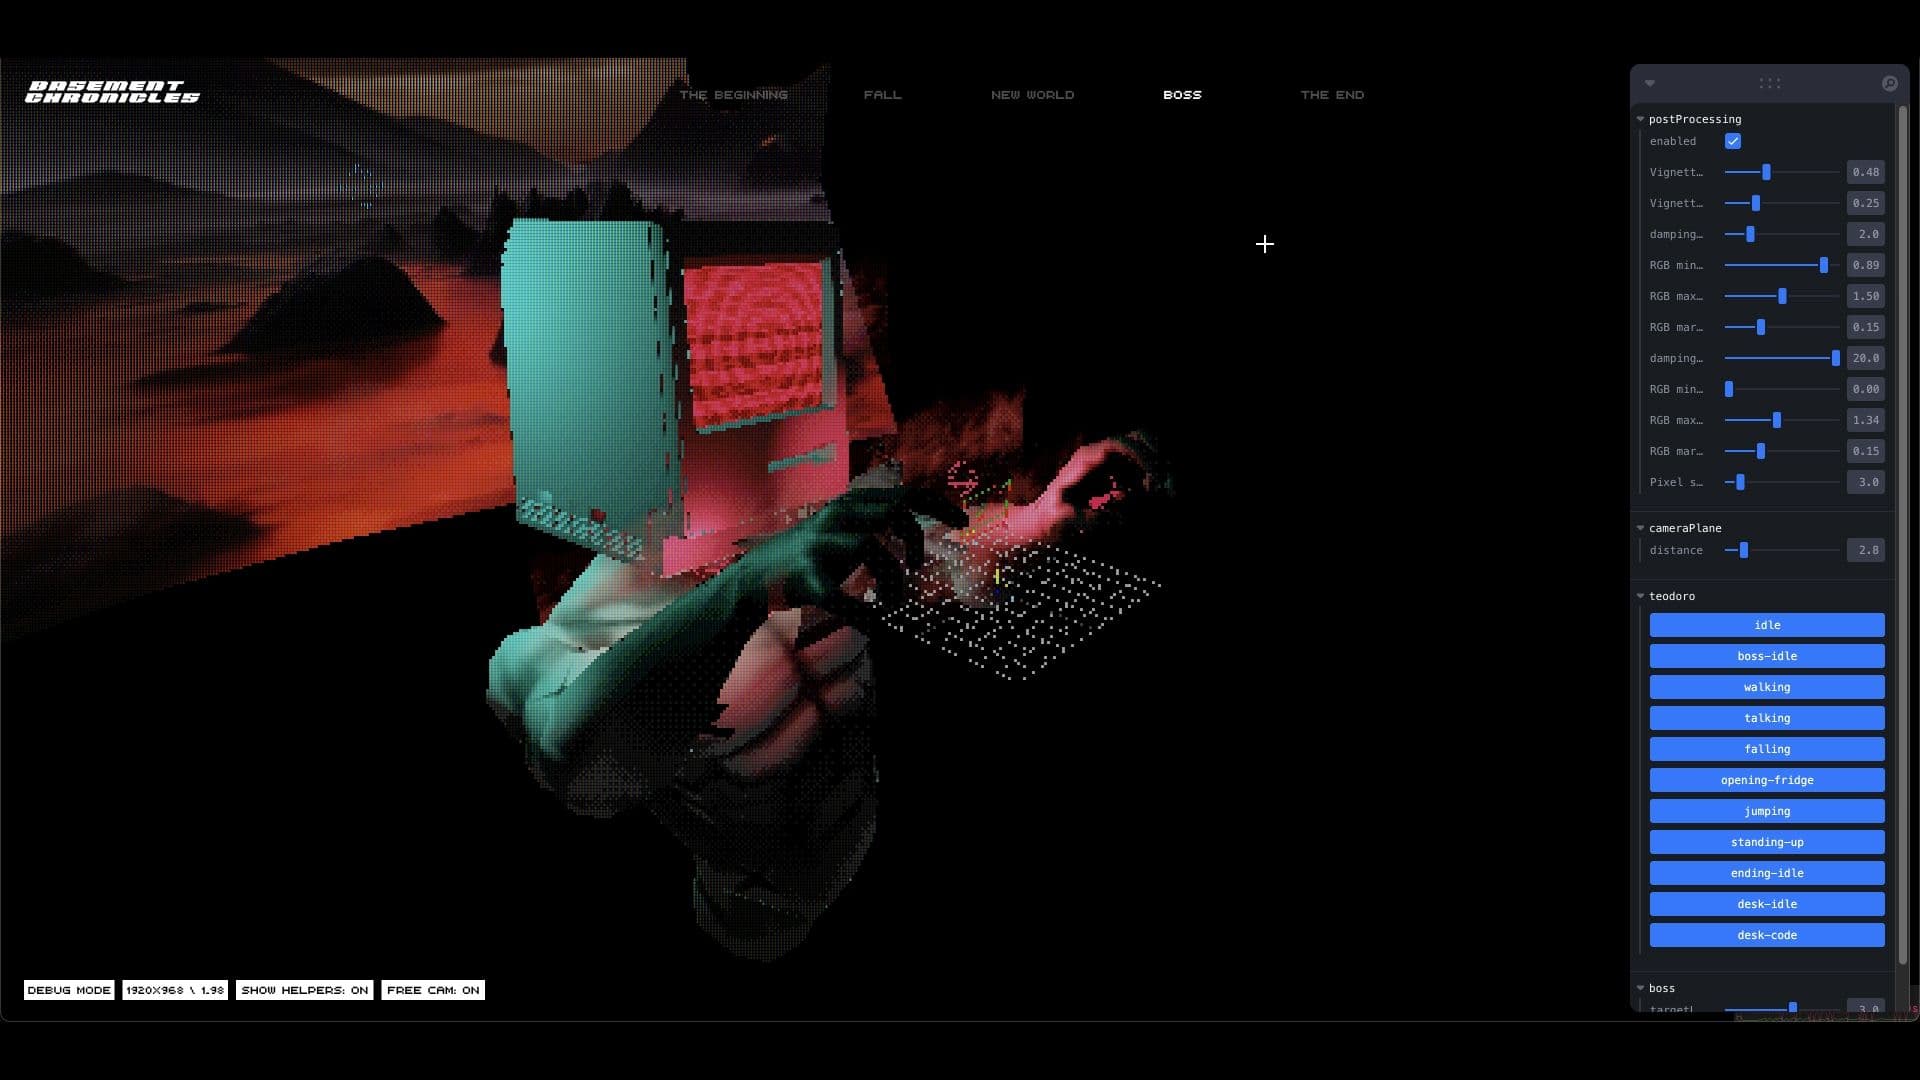 BASEMENT
CHRONICLES
THE BEGINNING
FALL
NEW WORLD
BOSS
THE END
postProcessing
enabled
Vignett… 0.48
Vignett… 0.25
damping… 2.0
RGB min… 0.89
RGB max… 1.50
RGB mar… 0.15
damping… 20.0
RGB min… 0.00
RGB max… 1.34
RGB mar… 0.15
Pixel s… 3.0
cameraPlane
distance 2.8
teodoro
idle
boss-idle
walking
talking
falling
opening-fridge
jumping
standing-up
ending-idle
desk-idle
desk-code
boss
DEBUG MODE
1920X968 \ 1.98
SHOW HELPERS: ON
FREE CAM: ON